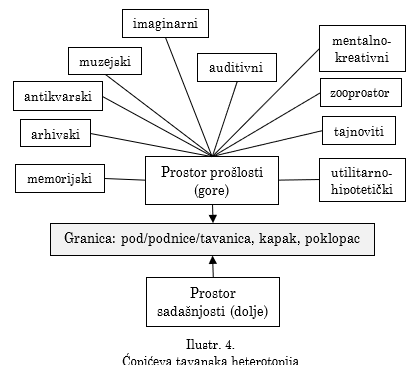 imaginarni
muzejski
auditivni
mentalno-
kreativni
antikvarski
zooprostor
arhivski
tajnoviti
memorijski
Prostor prošlosti
(gore)
utilitarno-
hipotetički
Granica: pod/podnice/tavanica, kapak, poklopac
Prostor
sadašnjosti (dolje)
Ilustr. 4.
Ćopićeva tavanska heterotopija